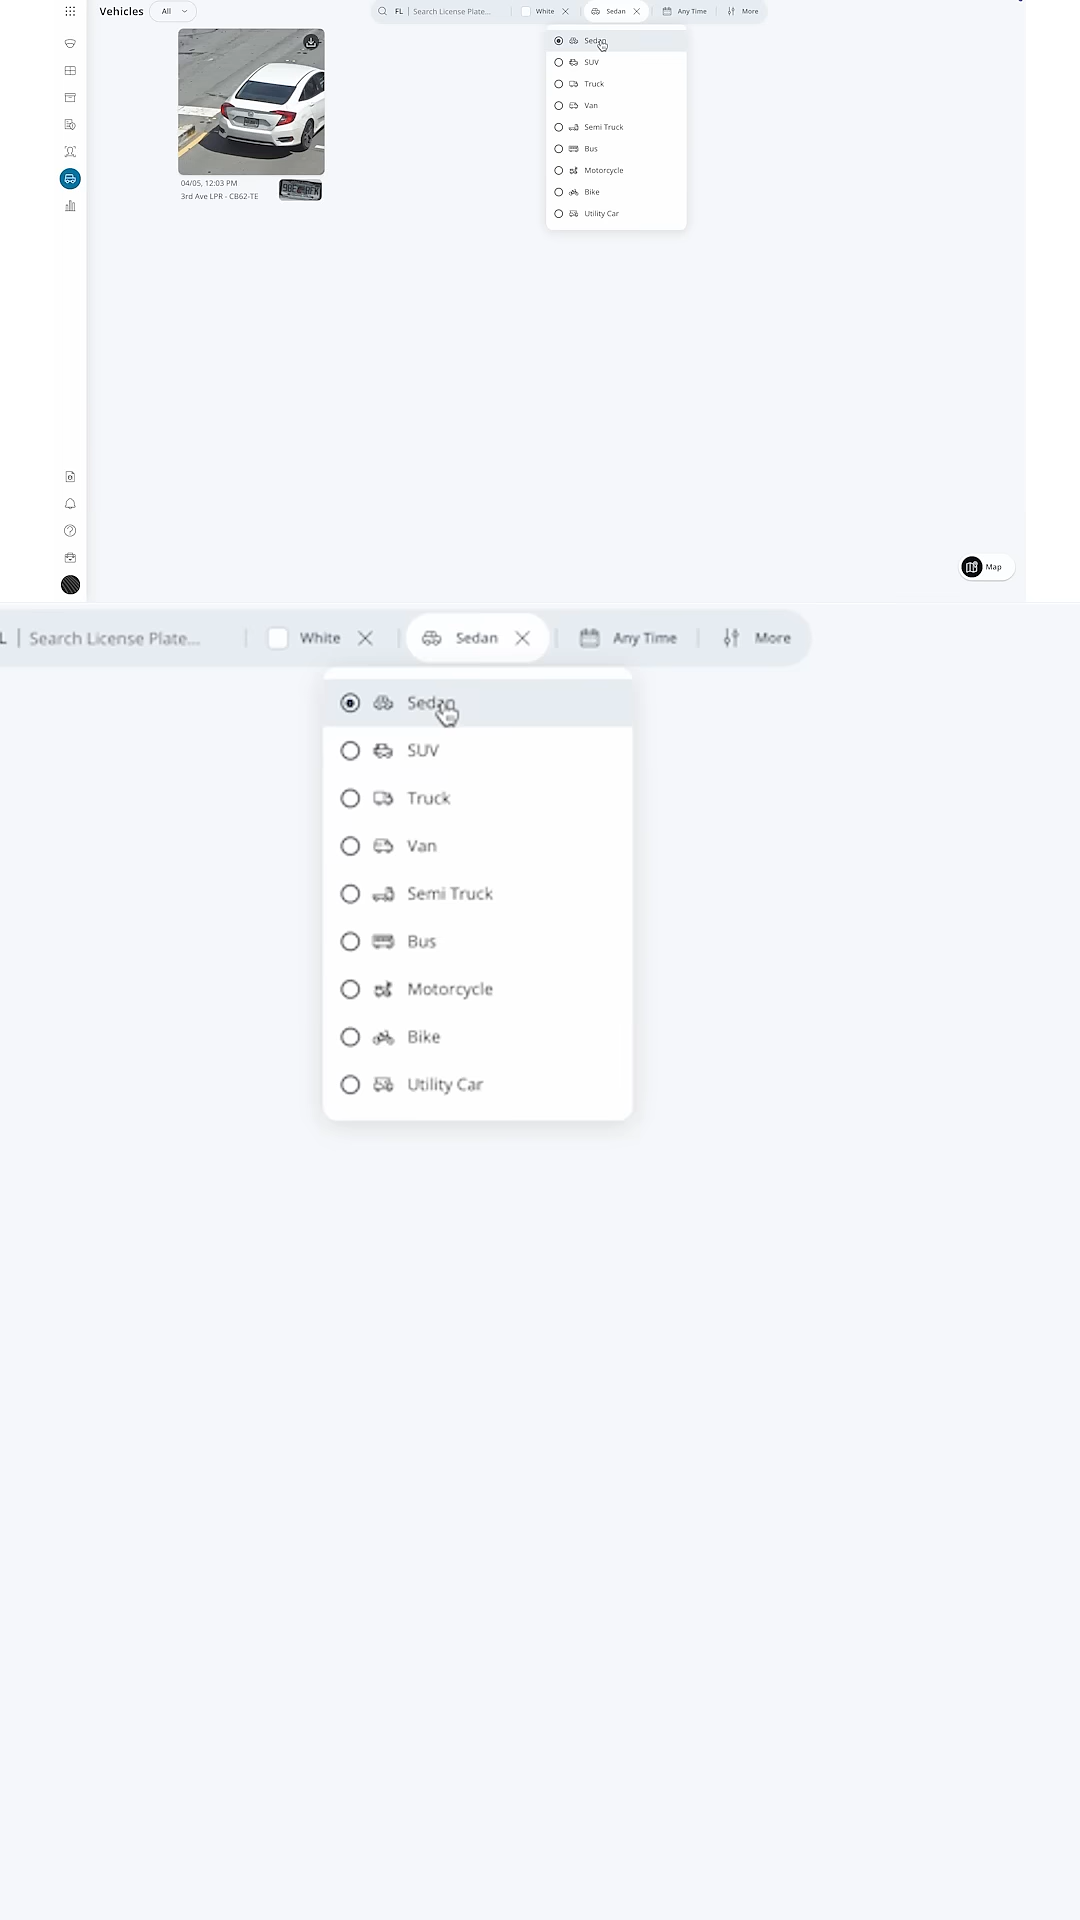 Vehicles All FL Search License Plate... White Sedan Any Time More
Sedan
SUV
Truck
Van
Semi Truck
Bus
Motorcycle
Bike
Utility Car
04/05, 12:03 PM
3rd Ave LPR - CB62-TE
Map
L Search License Plate... White Sedan Any Time More
Sedan
SUV
Truck
Van
Semi Truck
Bus
Motorcycle
Bike
Utility Car